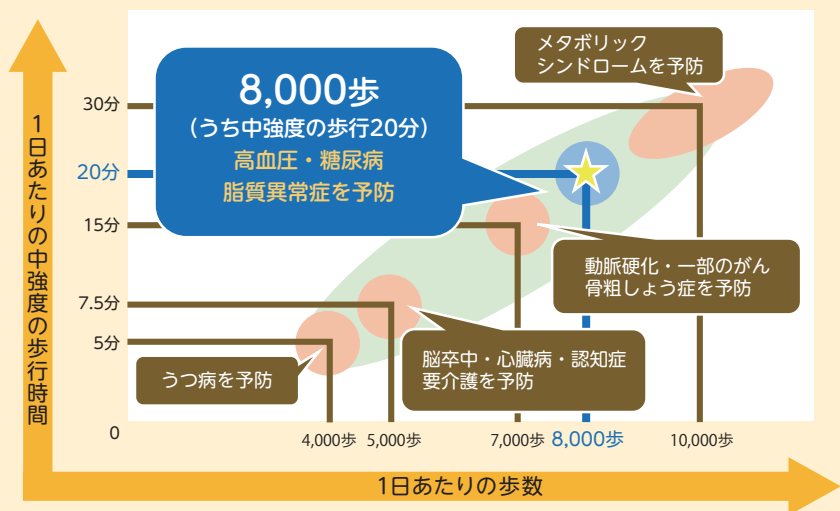 メタボリック
シンドロームを予防
8,000歩
(うち中強度の歩行20分)
高血圧・糖尿病
脂質異常症を予防
動脈硬化・一部のがん
骨粗しょう症を予防
脳卒中・心臓病・認知症
要介護を予防
うつ病を予防
1日あたりの中強度の歩行時間
30分
20分
15分
7.5分
5分
0
4,000歩 5,000歩 7,000歩 8,000歩 10,000歩
1日あたりの歩数